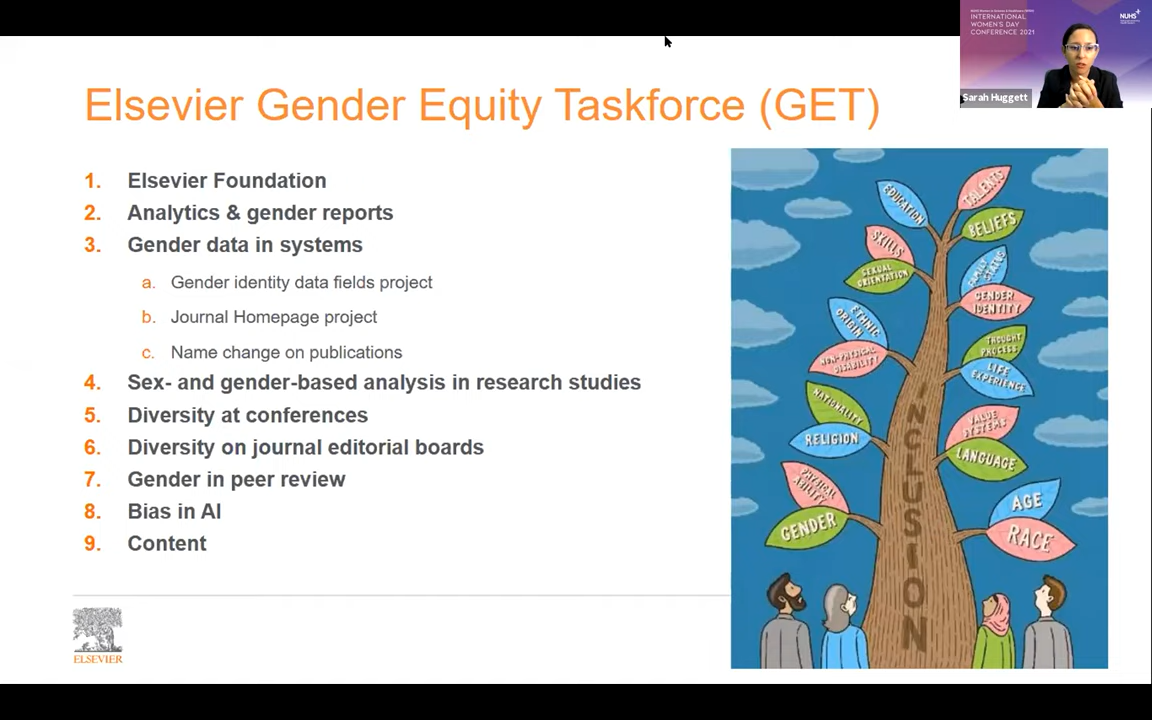 INTERNATIONAL
WOMEN'S DAY
CONFERENCE 2021
NUHS
Sarah Huggett
Elsevier Gender Equity Taskforce (GET)
1. Elsevier Foundation
2. Analytics & gender reports
3. Gender data in systems
a. Gender identity data fields project
b. Journal Homepage project
c. Name change on publications
4. Sex- and gender-based analysis in research studies
5. Diversity at conferences
6. Diversity on journal editorial boards
7. Gender in peer review
8. Bias in AI
9. Content
ELSEVIER
EDUCATION
TALENTS
BELIEFS
SKILLS
SEXUAL
ORIENTATION
FAMILY
STATUS
GENDER
IDENTITY
ETHNIC
ORIGIN
NON-PHYSICAL
DISABILITY
THOUGHT
PROCESS
LIFE
EXPERIENCE
NATIONALITY
RELIGION
VALUE
SYSTEMS
LANGUAGE
PHYSICAL
ABILITY
GENDER
AGE
RACE
INCLUSION